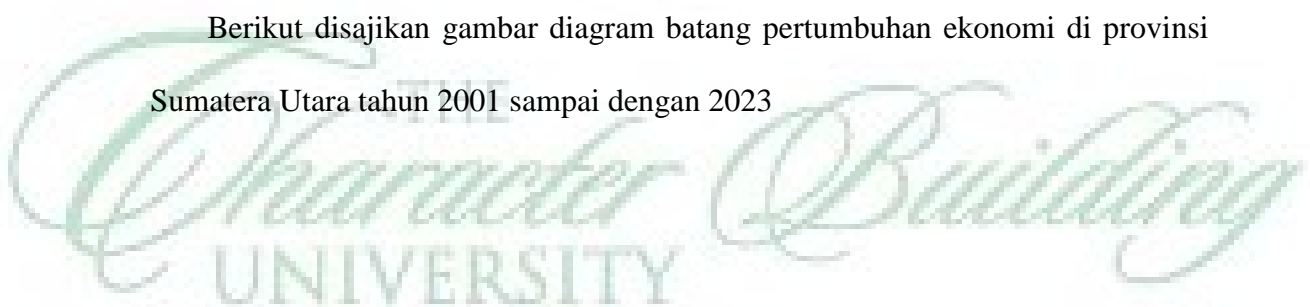 Berikut disajikan gambar diagram batang pertumbuhan ekonomi di provinsi
Sumatera Utara tahun 2001 sampai dengan 2023
THE
Character Building
UNIVERSITY